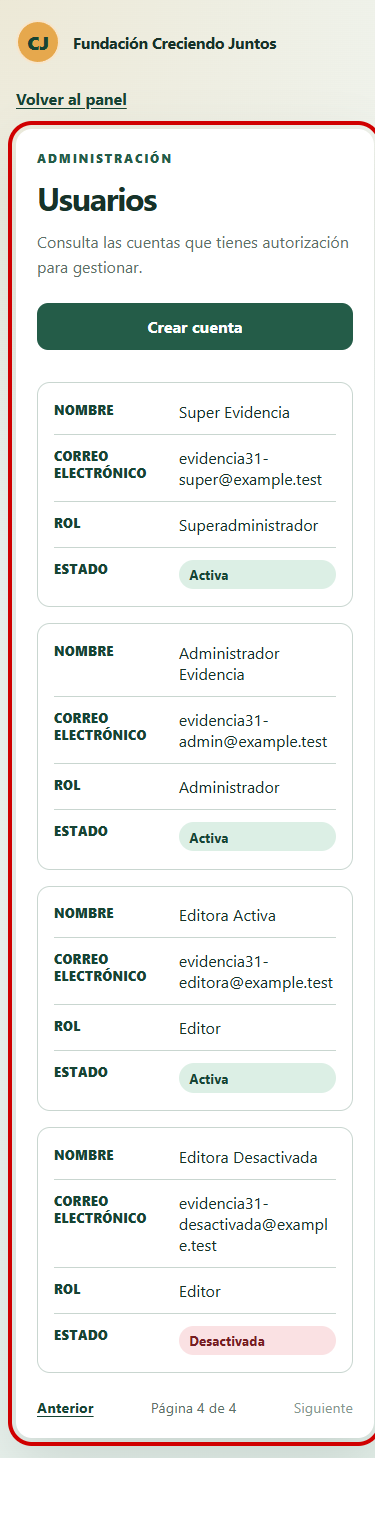 CJ Fundación Creciendo Juntos
Volver al panel
ADMINISTRACIÓN
Usuarios
Consulta las cuentas que tienes autorización
para gestionar.
Crear cuenta
NOMBRE Super Evidencia
CORREO ELECTRÓNICO evidencia31-
super@example.test
ROL Superadministrador
ESTADO Activa
NOMBRE Administrador
Evidencia
CORREO ELECTRÓNICO evidencia31-
admin@example.test
ROL Administrador
ESTADO Activa
NOMBRE Editora Activa
CORREO ELECTRÓNICO evidencia31-
editora@example.test
ROL Editor
ESTADO Activa
NOMBRE Editora Desactivada
CORREO ELECTRÓNICO evidencia31-
desactivada@exampl
e.test
ROL Editor
ESTADO Desactivada
Anterior Página 4 de 4 Siguiente